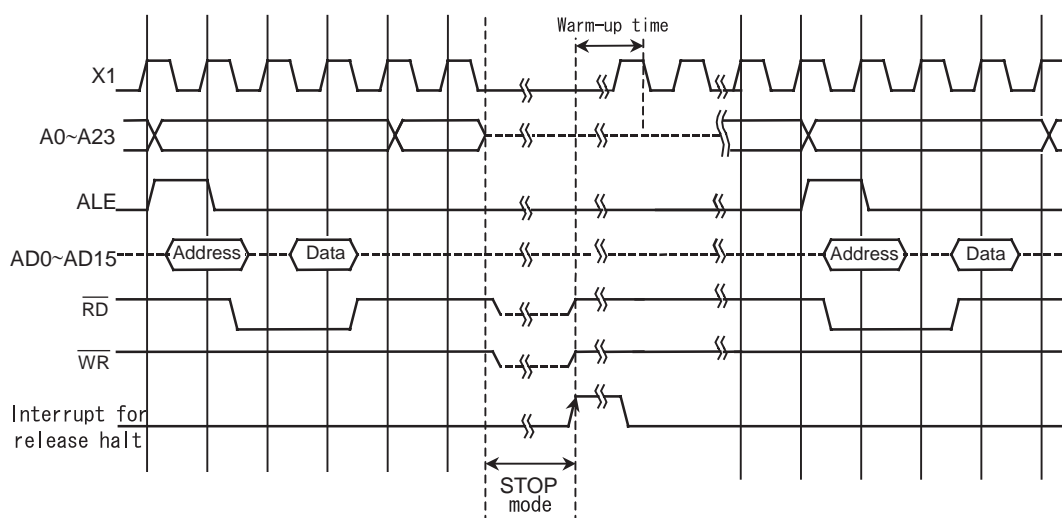 Warm-up time
X1
A0~A23
ALE
AD0~AD15
Address
Data
Address
Data
RD
WR
Interrupt for
release halt
STOP
mode